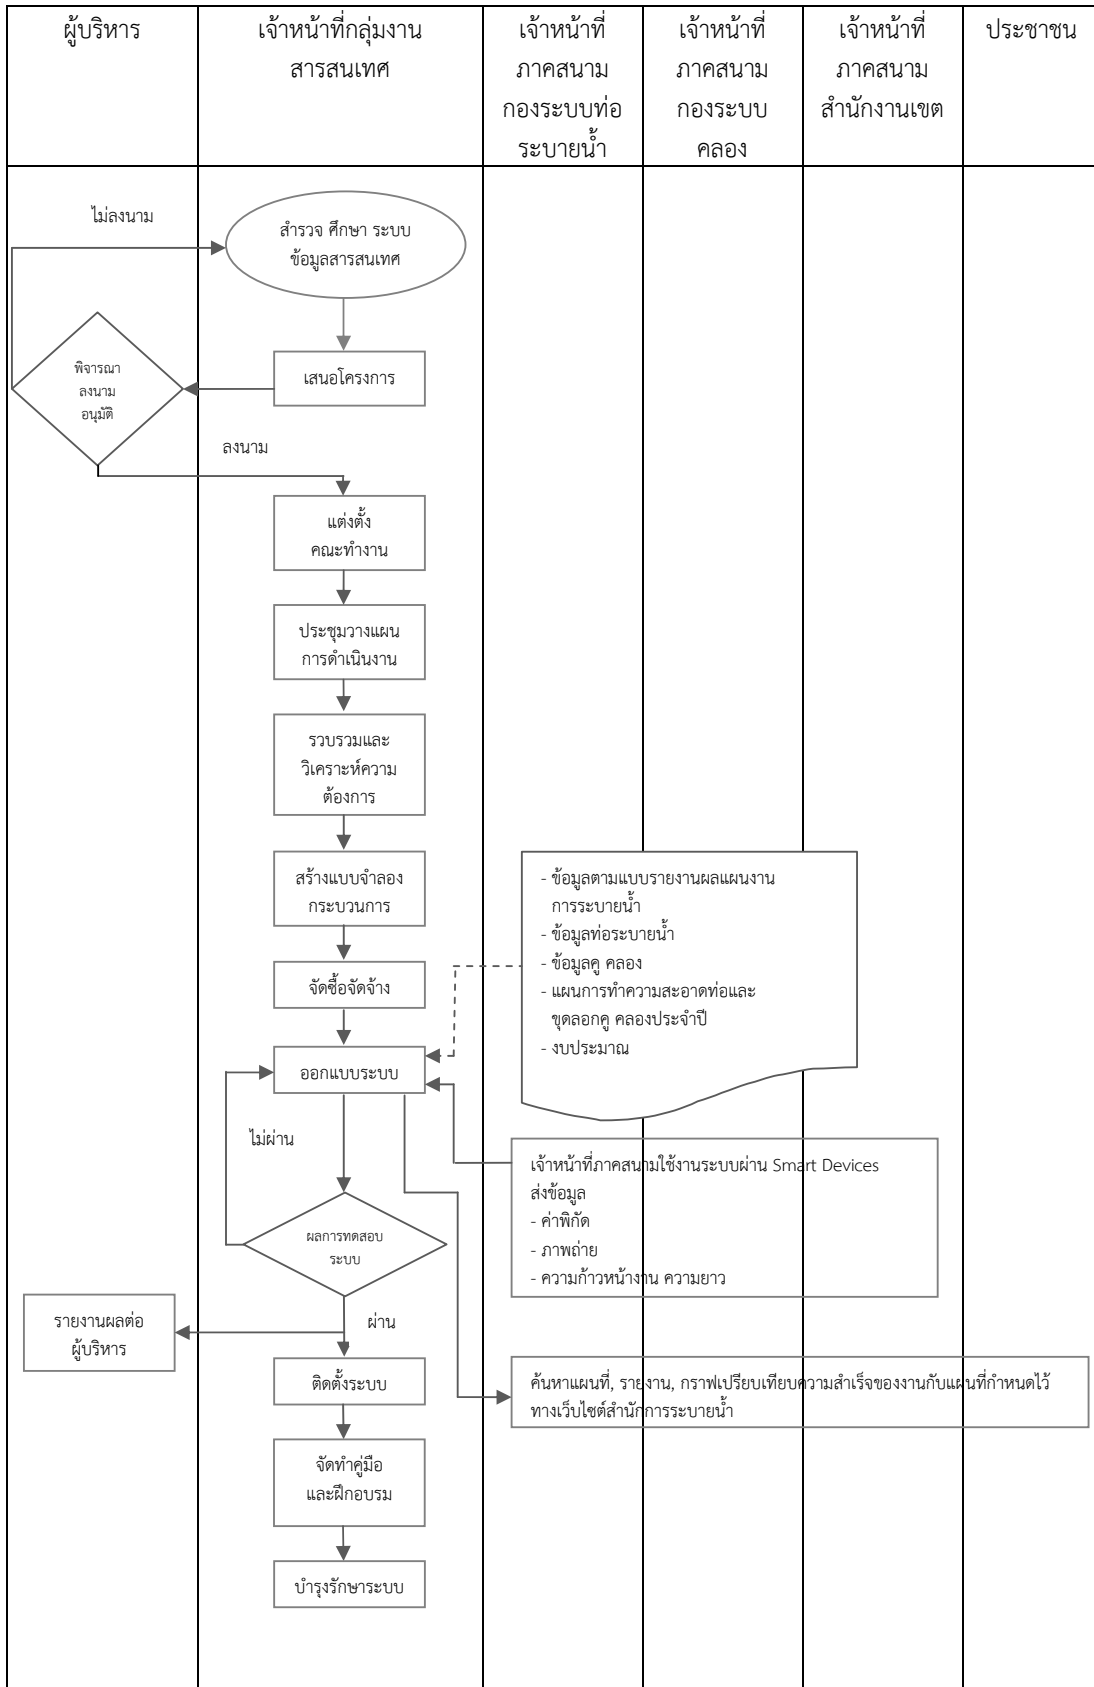 ผู้บริหาร
เจ้าหน้าที่กลุ่มงาน
สารสนเทศ
เจ้าหน้าที่
ภาคสนาม
กองระบบท่อ
ระบายน้ำ
เจ้าหน้าที่
ภาคสนาม
กองระบบ
คลอง
เจ้าหน้าที่
ภาคสนาม
สำนักงานเขต
ประชาชน
ไม่ลงนาม
สำรวจ ศึกษา ระบบ
ข้อมูลสารสนเทศ
พิจารณา
ลงนาม
อนุมัติ
เสนอโครงการ
ลงนาม
แต่งตั้ง
คณะทำงาน
ประชุมวางแผน
การดำเนินงาน
รวบรวมและ
วิเคราะห์ความ
ต้องการ
สร้างแบบจำลอง
กระบวนการ
- ข้อมูลตามแบบรายงานผลแผนงาน
การระบายน้ำ
- ข้อมูลท่อระบายน้ำ
- ข้อมูลคู คลอง
- แผนการทำความสะอาดท่อและ
ขุดลอกคู คลองประจำปี
- งบประมาณ
จัดซื้อจัดจ้าง
ออกแบบระบบ
ไม่ผ่าน
เจ้าหน้าที่ภาคสนามใช้งานระบบผ่าน Smart Devices
ส่งข้อมูล
- ค่าพิกัด
- ภาพถ่าย
- ความก้าวหน้างาน ความยาว
ผลการทดสอบ
ระบบ
รายงานผลต่อ
ผู้บริหาร
ผ่าน
ติดตั้งระบบ
ค้นหาแผนที่, รายงาน, กราฟเปรียบเทียบความสำเร็จของงานกับแผนที่กำหนดไว้
ทางเว็บไซต์สำนักการระบายน้ำ
จัดทำคู่มือ
และฝึกอบรม
บำรุงรักษาระบบ